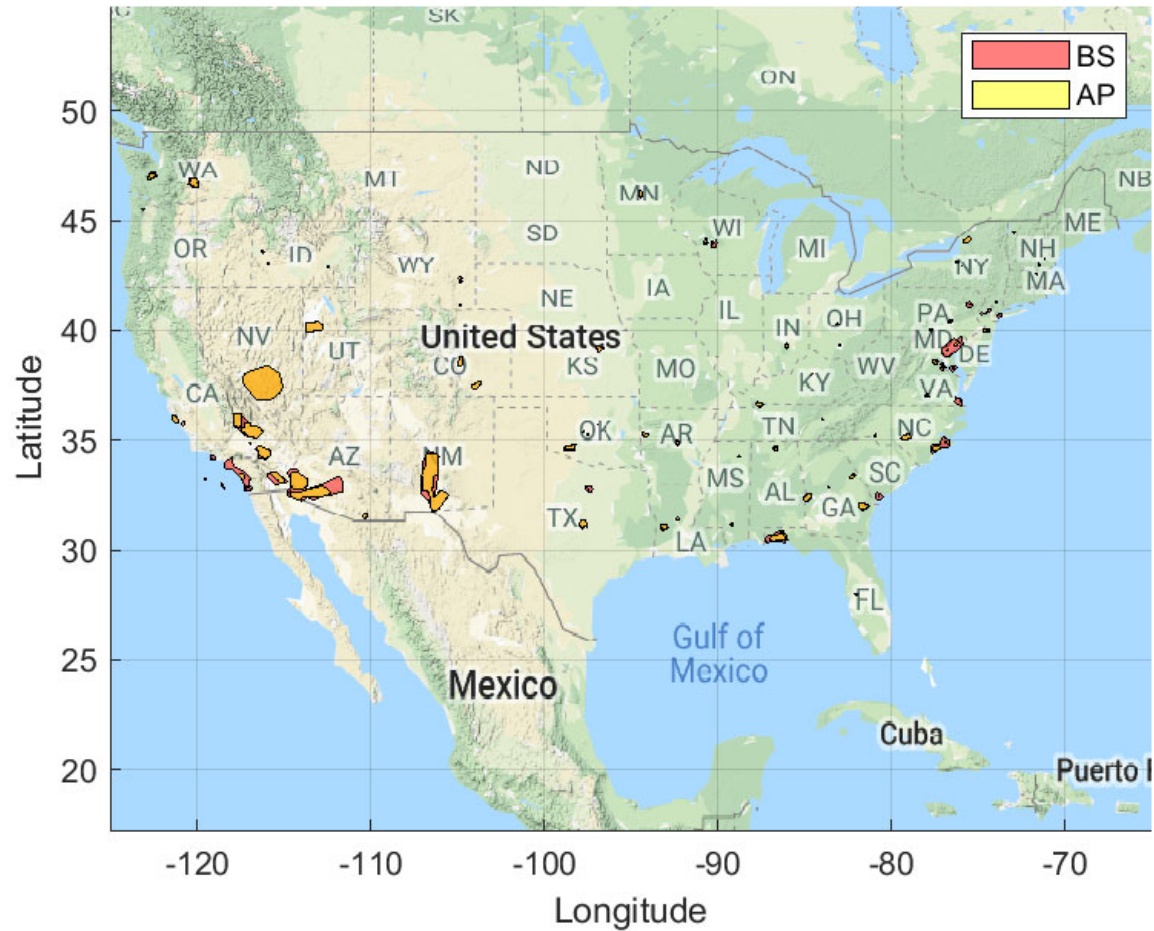 SK
BS
AP
ON
50
WA
MT
ND
MN
NB
45
OR
ID
SD
WI
MI
ME
NH
WY
NY
MA
NE
IA
IL
IN
OH
PA
40
NV
UT
United States
CO
KS
MO
WV
MD
DE
CA
KY
VA
35
AZ
NM
OK
AR
TN
NC
MS
AL
SC
GA
TX
30
LA
FL
Gulf of
Mexico
25
Mexico
Cuba
20
Puerto
-120 -110 -100 -90 -80 -70
Longitude
Latitude